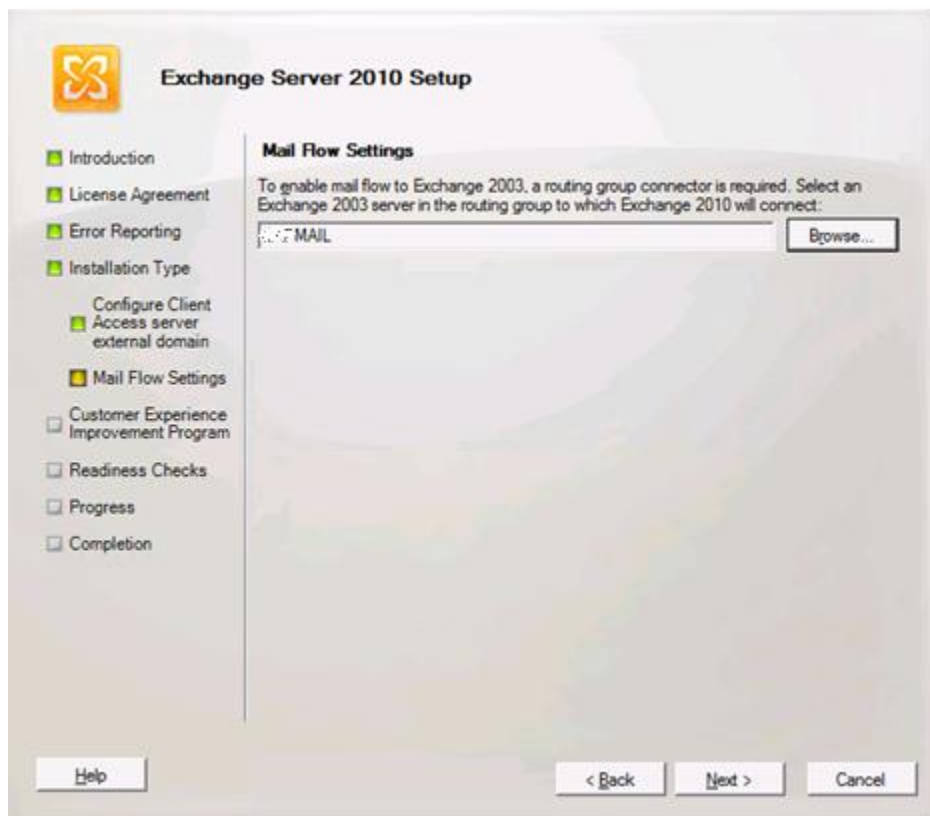 Exchange Server 2010 Setup
Introduction
License Agreement
Error Reporting
Installation Type
Configure Client
Access server
external domain
Mail Flow Settings
Customer Experience
Improvement Program
Readiness Checks
Progress
Completion
Mail Flow Settings
To enable mail flow to Exchange 2003, a routing group connector is required. Select an
Exchange 2003 server in the routing group to which Exchange 2010 will connect:
MAIL
Browse...
Help
< Back
Next >
Cancel